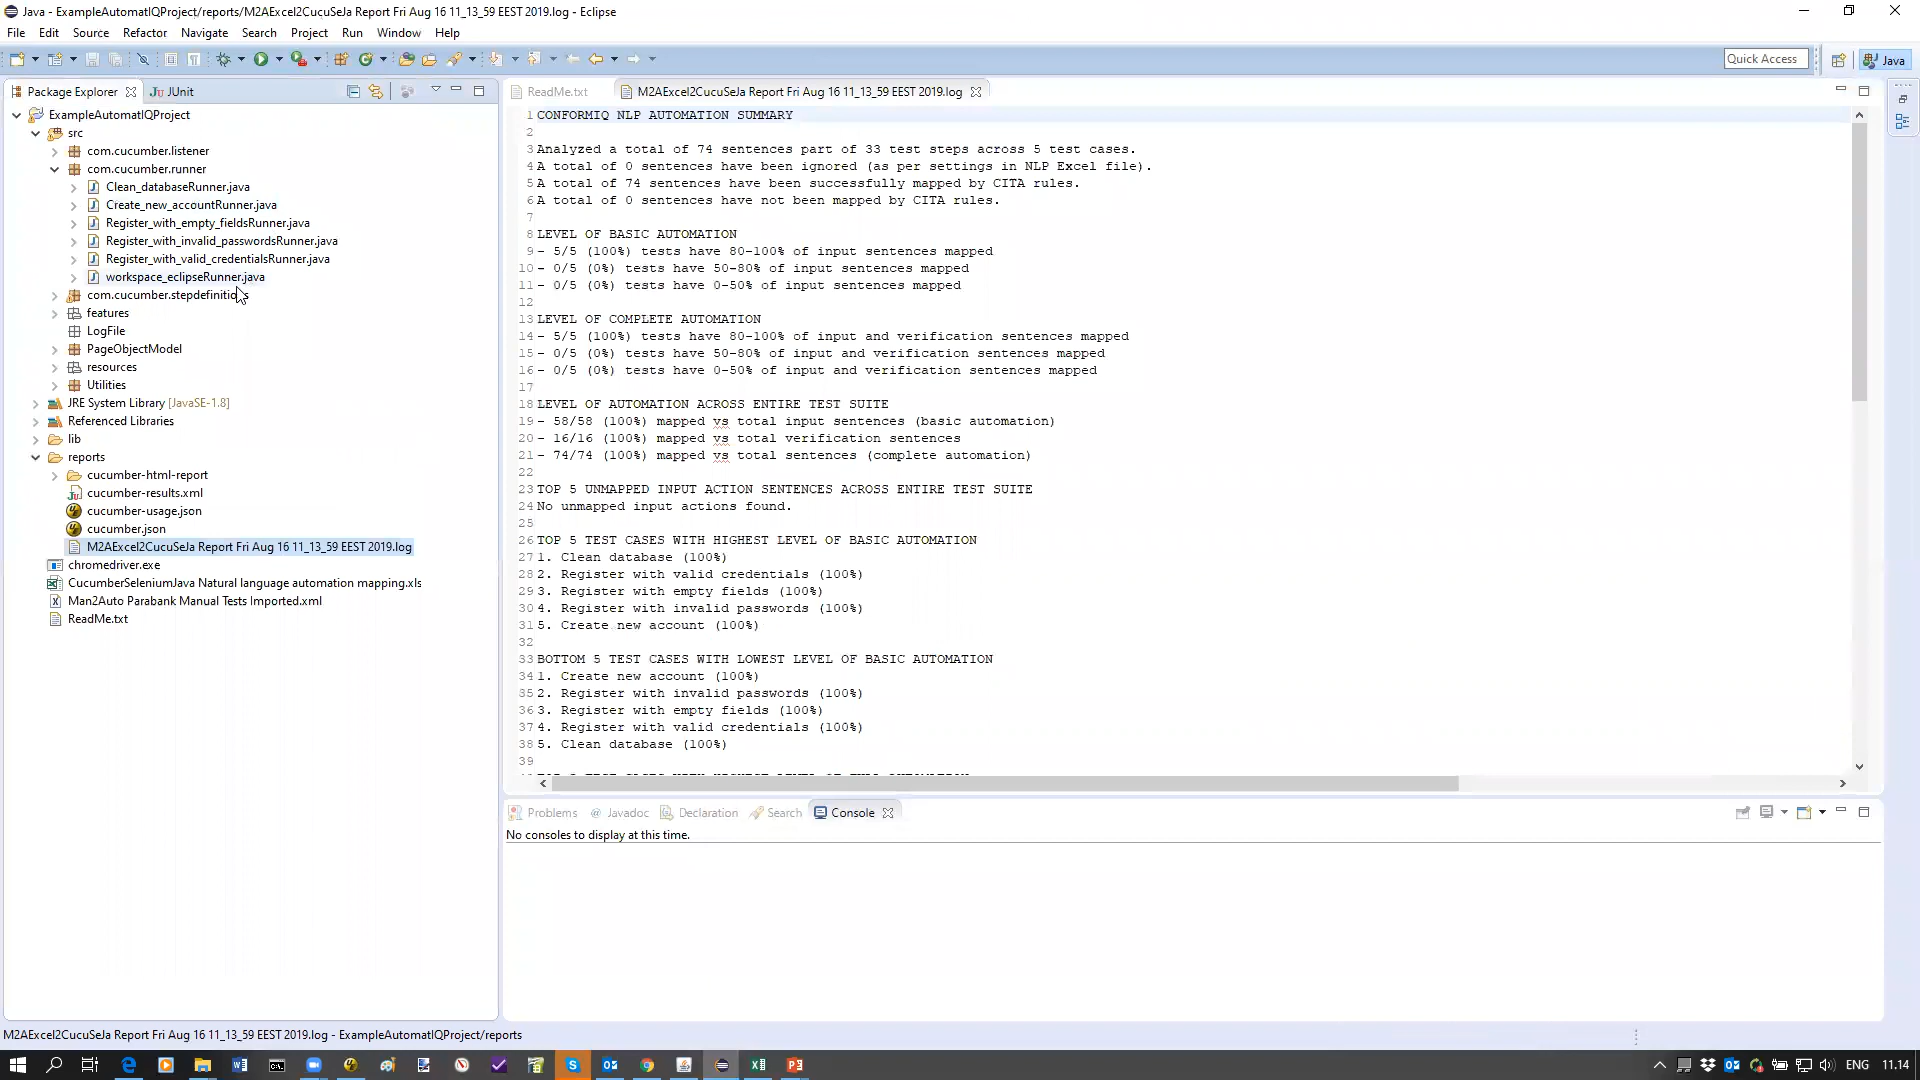 Java - ExampleAutomatIQProject/reports/M2AExcel2CucuSeJa Report Fri Aug 16 11_13_59 EEST 2019.log - Eclipse
File Edit Source Refactor Navigate Search Project Run Window Help
Quick Access
Java
Package Explorer
JUnit
ReadMe.txt
M2AExcel2CucuSeJa Report Fri Aug 16 11_13_59 EEST 2019.log
ExampleAutomatIQProject
src
com.cucumber.listener
com.cucumber.runner
Clean_databaseRunner.java
Create_new_accountRunner.java
Register_with_empty_fieldsRunner.java
Register_with_invalid_passwordsRunner.java
Register_with_valid_credentialsRunner.java
workspace_eclipseRunner.java
com.cucumber.stepdefinitions
features
LogFile
PageObjectModel
resources
Utilities
JRE System Library [JavaSE-1.8]
Referenced Libraries
lib
reports
cucumber-html-report
cucumber-results.xml
cucumber-usage.json
cucumber.json
M2AExcel2CucuSeJa Report Fri Aug 16 11_13_59 EEST 2019.log
chromedriver.exe
CucumberSeleniumJava Natural language automation mapping.xls
Man2Auto Parabank Manual Tests Imported.xml
ReadMe.txt
1 CONFORMIQ NLP AUTOMATION SUMMARY
2
3 Analyzed a total of 74 sentences part of 33 test steps across 5 test cases.
4 A total of 0 sentences have been ignored (as per settings in NLP Excel file).
5 A total of 74 sentences have been successfully mapped by CITA rules.
6 A total of 0 sentences have not been mapped by CITA rules.
7
8 LEVEL OF BASIC AUTOMATION
9 - 5/5 (100%) tests have 80-100% of input sentences mapped
10 - 0/5 (0%) tests have 50-80% of input sentences mapped
11 - 0/5 (0%) tests have 0-50% of input sentences mapped
12
13 LEVEL OF COMPLETE AUTOMATION
14 - 5/5 (100%) tests have 80-100% of input and verification sentences mapped
15 - 0/5 (0%) tests have 50-80% of input and verification sentences mapped
16 - 0/5 (0%) tests have 0-50% of input and verification sentences mapped
17
18 LEVEL OF AUTOMATION ACROSS ENTIRE TEST SUITE
19 - 58/58 (100%) mapped vs total input sentences (basic automation)
20 - 16/16 (100%) mapped vs total verification sentences
21 - 74/74 (100%) mapped vs total sentences (complete automation)
22
23 TOP 5 UNMAPPED INPUT ACTION SENTENCES ACROSS ENTIRE TEST SUITE
24 No unmapped input actions found.
25
26 TOP 5 TEST CASES WITH HIGHEST LEVEL OF BASIC AUTOMATION
27 1. Clean database (100%)
28 2. Register with valid credentials (100%)
29 3. Register with empty fields (100%)
30 4. Register with invalid passwords (100%)
31 5. Create new account (100%)
32
33 BOTTOM 5 TEST CASES WITH LOWEST LEVEL OF BASIC AUTOMATION
34 1. Create new account (100%)
35 2. Register with invalid passwords (100%)
36 3. Register with empty fields (100%)
37 4. Register with valid credentials (100%)
38 5. Clean database (100%)
39
Problems Javadoc Declaration Search Console
No consoles to display at this time.
M2AExcel2CucuSeJa Report Fri Aug 16 11_13_59 EEST 2019.log - ExampleAutomatIQProject/reports
ENG 11.14